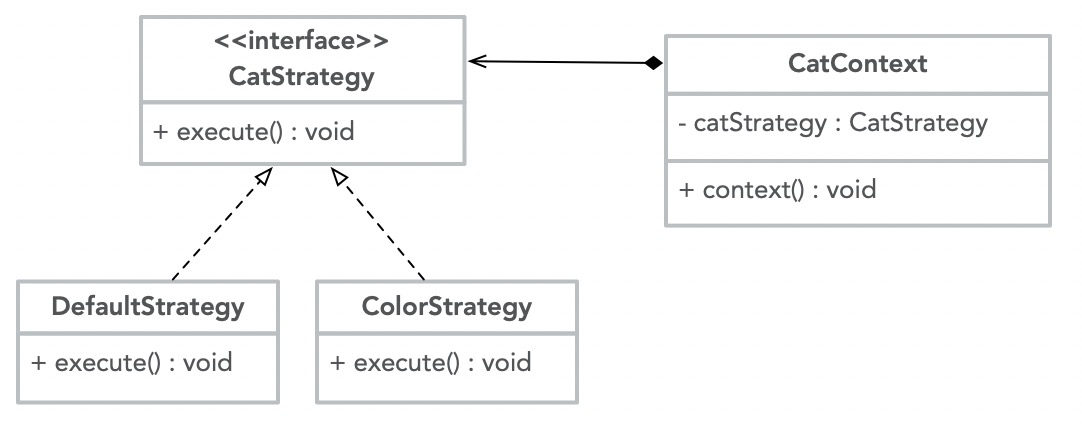 <<interface>>
CatStrategy
+ execute() : void
CatContext
- catStrategy : CatStrategy
+ context() : void
DefaultStrategy
+ execute() : void
ColorStrategy
+ execute() : void